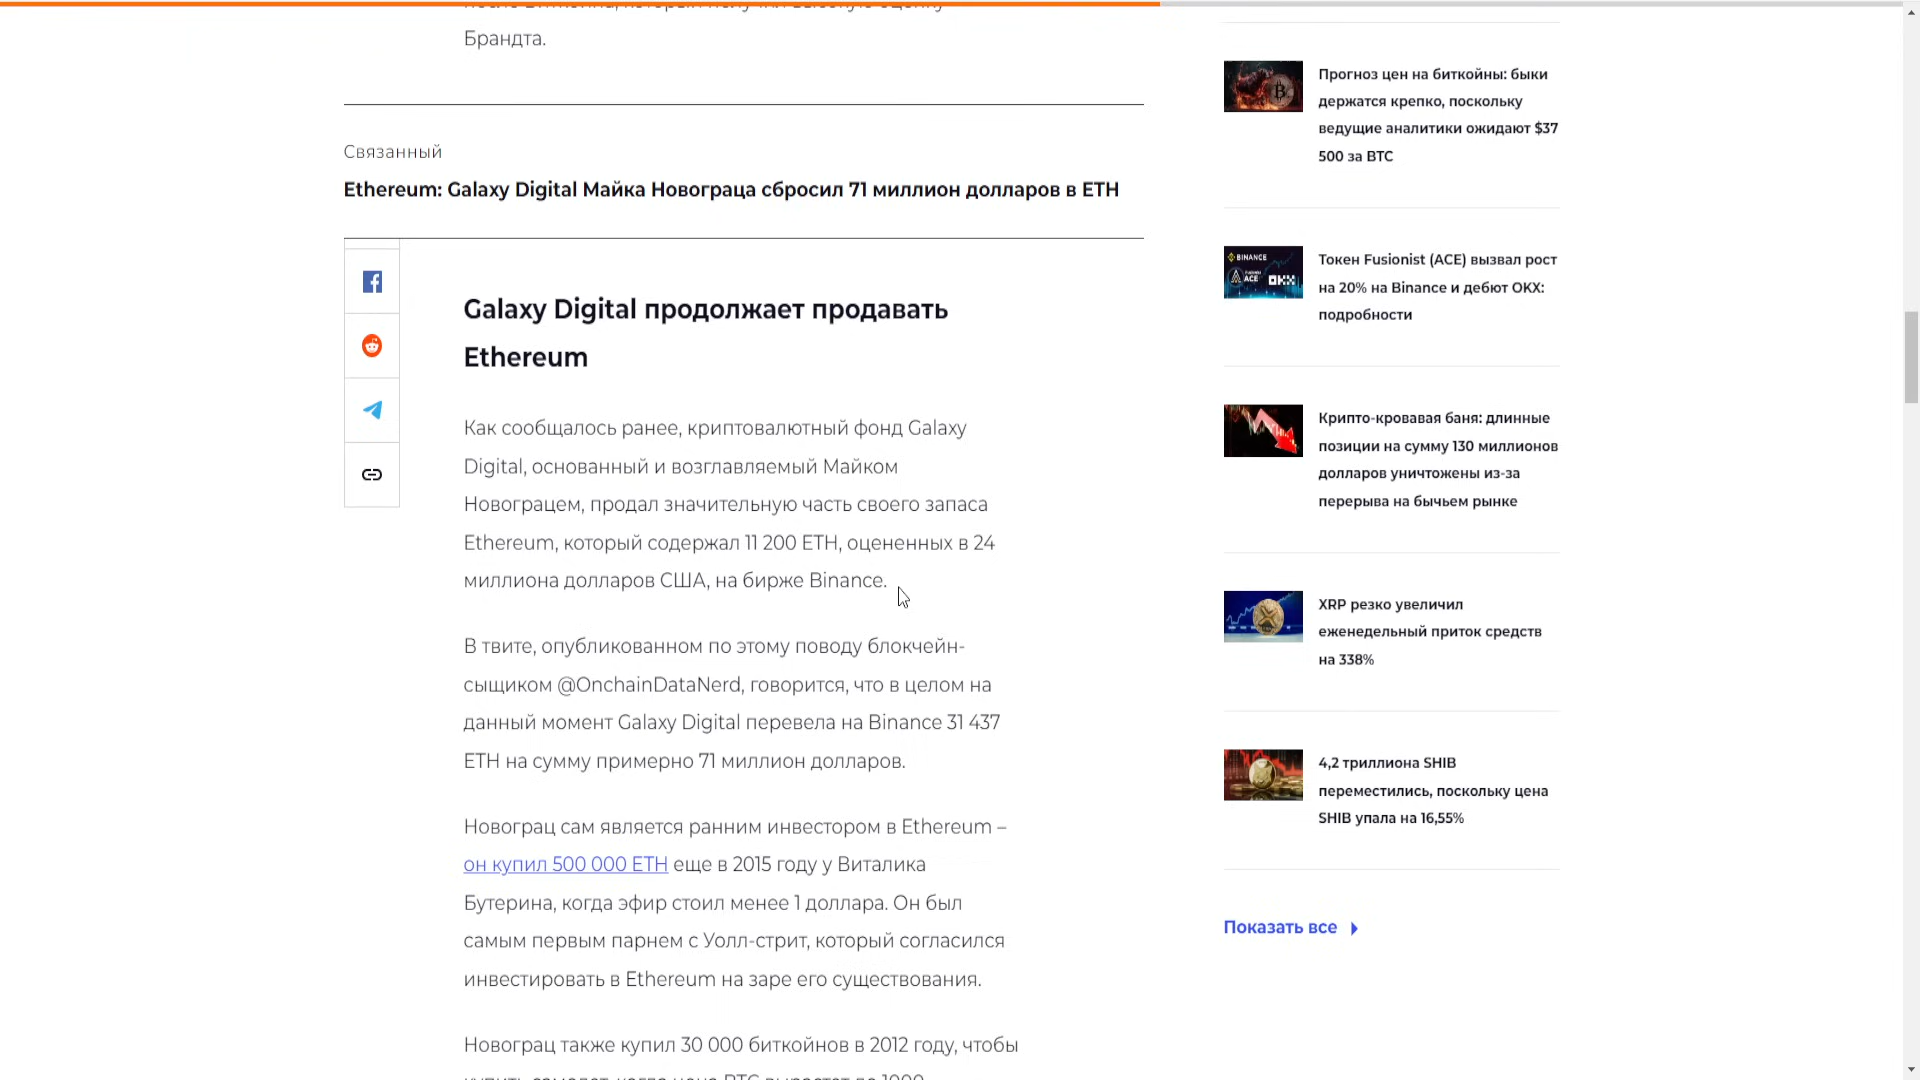 Брандта.
Связанный
Ethereum: Galaxy Digital Майка Новограца сбросил 71 миллион долларов в ETH
Galaxy Digital продолжает продавать
Ethereum
Как сообщалось ранее, криптовалютный фонд Galaxy
Digital, основанный и возглавляемый Майком
Новограцем, продал значительную часть своего запаса
Ethereum, который содержал 11 200 ETH, оцененных в 24
миллиона долларов США, на бирже Binance.
В твите, опубликованном по этому поводу блокчейн-
сыщиком @OnchainDataNerd, говорится, что в целом на
данный момент Galaxy Digital перевела на Binance 31 437
ETH на сумму примерно 71 миллион долларов.
Новограц сам является ранним инвестором в Ethereum –
он купил 500 000 ETH еще в 2015 году у Виталика
Бутерина, когда эфир стоил менее 1 доллара. Он был
самым первым парнем с Уолл-стрит, который согласился
инвестировать в Ethereum на заре его существования.
Новограц также купил 30 000 биткойнов в 2012 году, чтобы
Прогноз цен на биткойны: быки
держатся крепко, поскольку
ведущие аналитики ожидают $37
500 за BTC
BINANCE
ACE
OKX
Токен Fusionist (ACE) вызвал рост
на 20% на Binance и дебют OKX:
подробности
Крипто-кровавая баня: длинные
позиции на сумму 130 миллионов
долларов уничтожены из-за
перерыва на бычьем рынке
XRP резко увеличил
еженедельный приток средств
на 338%
4,2 триллиона SHIB
переместились, поскольку цена
SHIB упала на 16,55%
Показать все